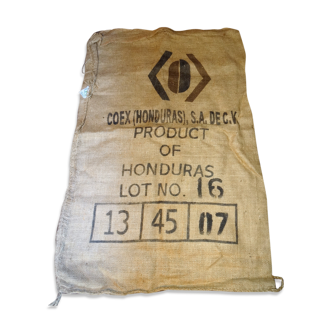 COEX (HONDURAS), S.A. DE C.V
PRODUCT
OF
HONDURAS
LOT NO. 16
13 45 07